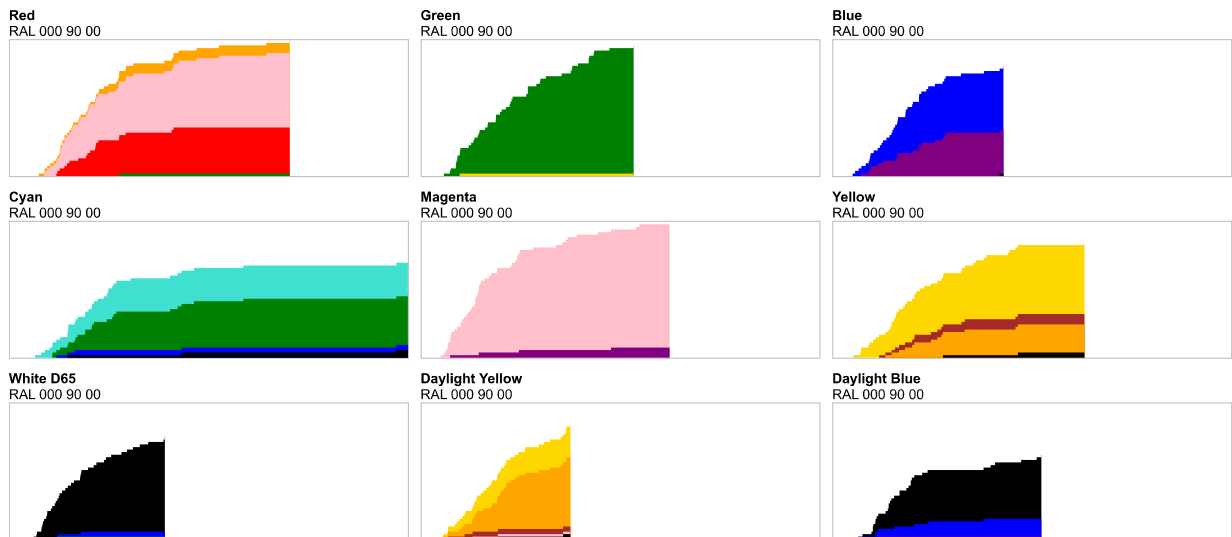 Red
RAL 000 90 00
Green
RAL 000 90 00
Blue
RAL 000 90 00
Cyan
RAL 000 90 00
Magenta
RAL 000 90 00
Yellow
RAL 000 90 00
White D65
RAL 000 90 00
Daylight Yellow
RAL 000 90 00
Daylight Blue
RAL 000 90 00